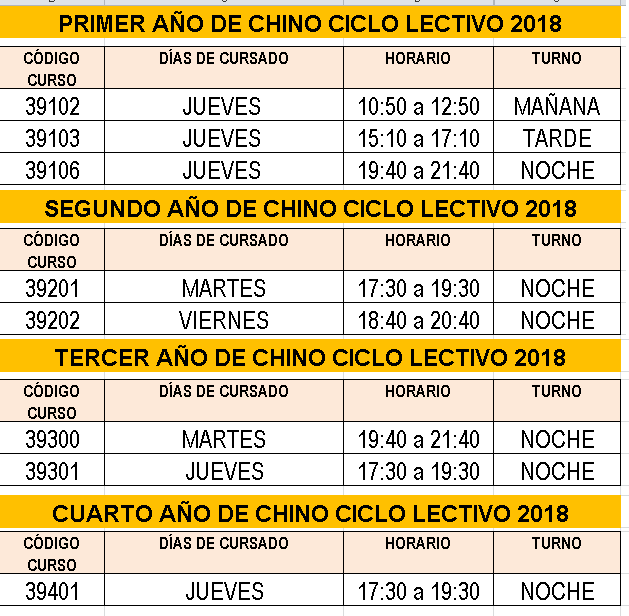 PRIMER AÑO DE CHINO CICLO LECTIVO 2018
CÓDIGO CURSO DÍAS DE CURSADO HORARIO TURNO
39102 JUEVES 10:50 a 12:50 MAÑANA
39103 JUEVES 15:10 a 17:10 TARDE
39106 JUEVES 19:40 a 21:40 NOCHE
SEGUNDO AÑO DE CHINO CICLO LECTIVO 2018
CÓDIGO CURSO DÍAS DE CURSADO HORARIO TURNO
39201 MARTES 17:30 a 19:30 NOCHE
39202 VIERNES 18:40 a 20:40 NOCHE
TERCER AÑO DE CHINO CICLO LECTIVO 2018
CÓDIGO CURSO DÍAS DE CURSADO HORARIO TURNO
39300 MARTES 19:40 a 21:40 NOCHE
39301 JUEVES 17:30 a 19:30 NOCHE
CUARTO AÑO DE CHINO CICLO LECTIVO 2018
CÓDIGO CURSO DÍAS DE CURSADO HORARIO TURNO
39401 JUEVES 17:30 a 19:30 NOCHE